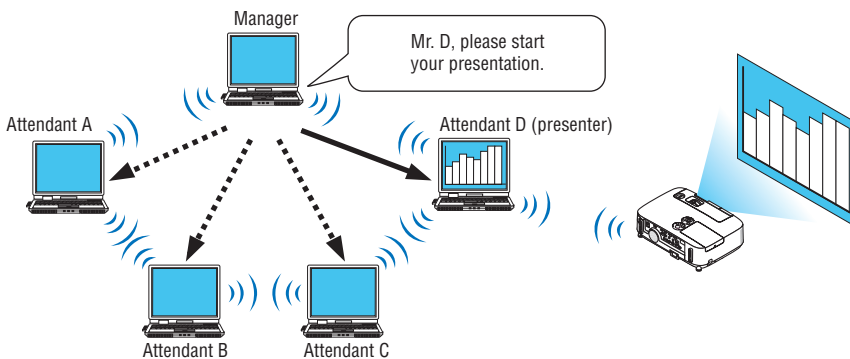 Manager
Mr. D, please start
your presentation.
Attendant A
Attendant D (presenter)
Attendant B
Attendant C